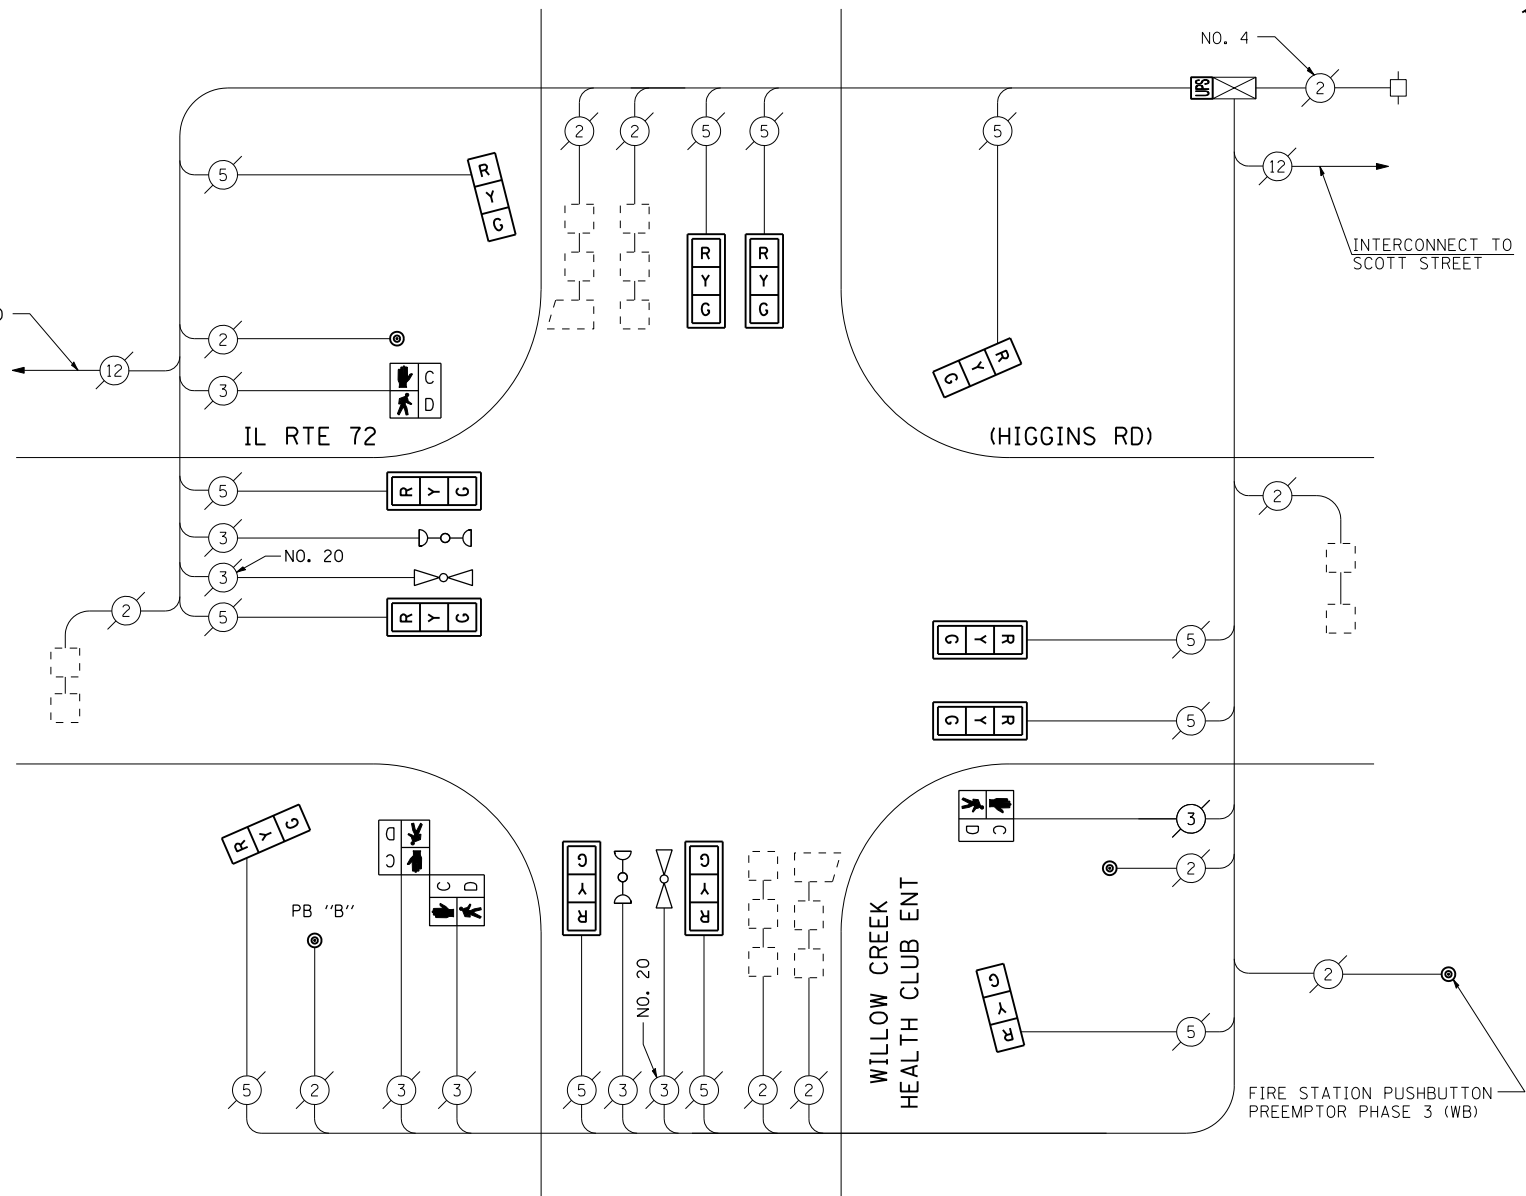 NO. 4
UPS
2
2
2
5
5
5
5
12
R
Y
G
R
Y
G
R
Y
G
INTERCONNECT TO
SCOTT STREET
2
12
3
C
D
R
Y
G
IL RTE 72
(HIGGINS RD)
5
R Y G
2
3
3
NO. 20
2
5
R Y G
G Y R
5
G Y R
5
R Y G
D
C
C D
PB "B"
G
Y
R
G
Y
R
NO. 20
D C
3
2
WILLOW CREEK
HEALTH CLUB ENT
G
Y
R
2
5
5
2
3
3
5
3
3
5
2
2
FIRE STATION PUSHBUTTON
PREEMPTOR PHASE 3 (WB)